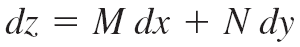 dz = M dx + N dy